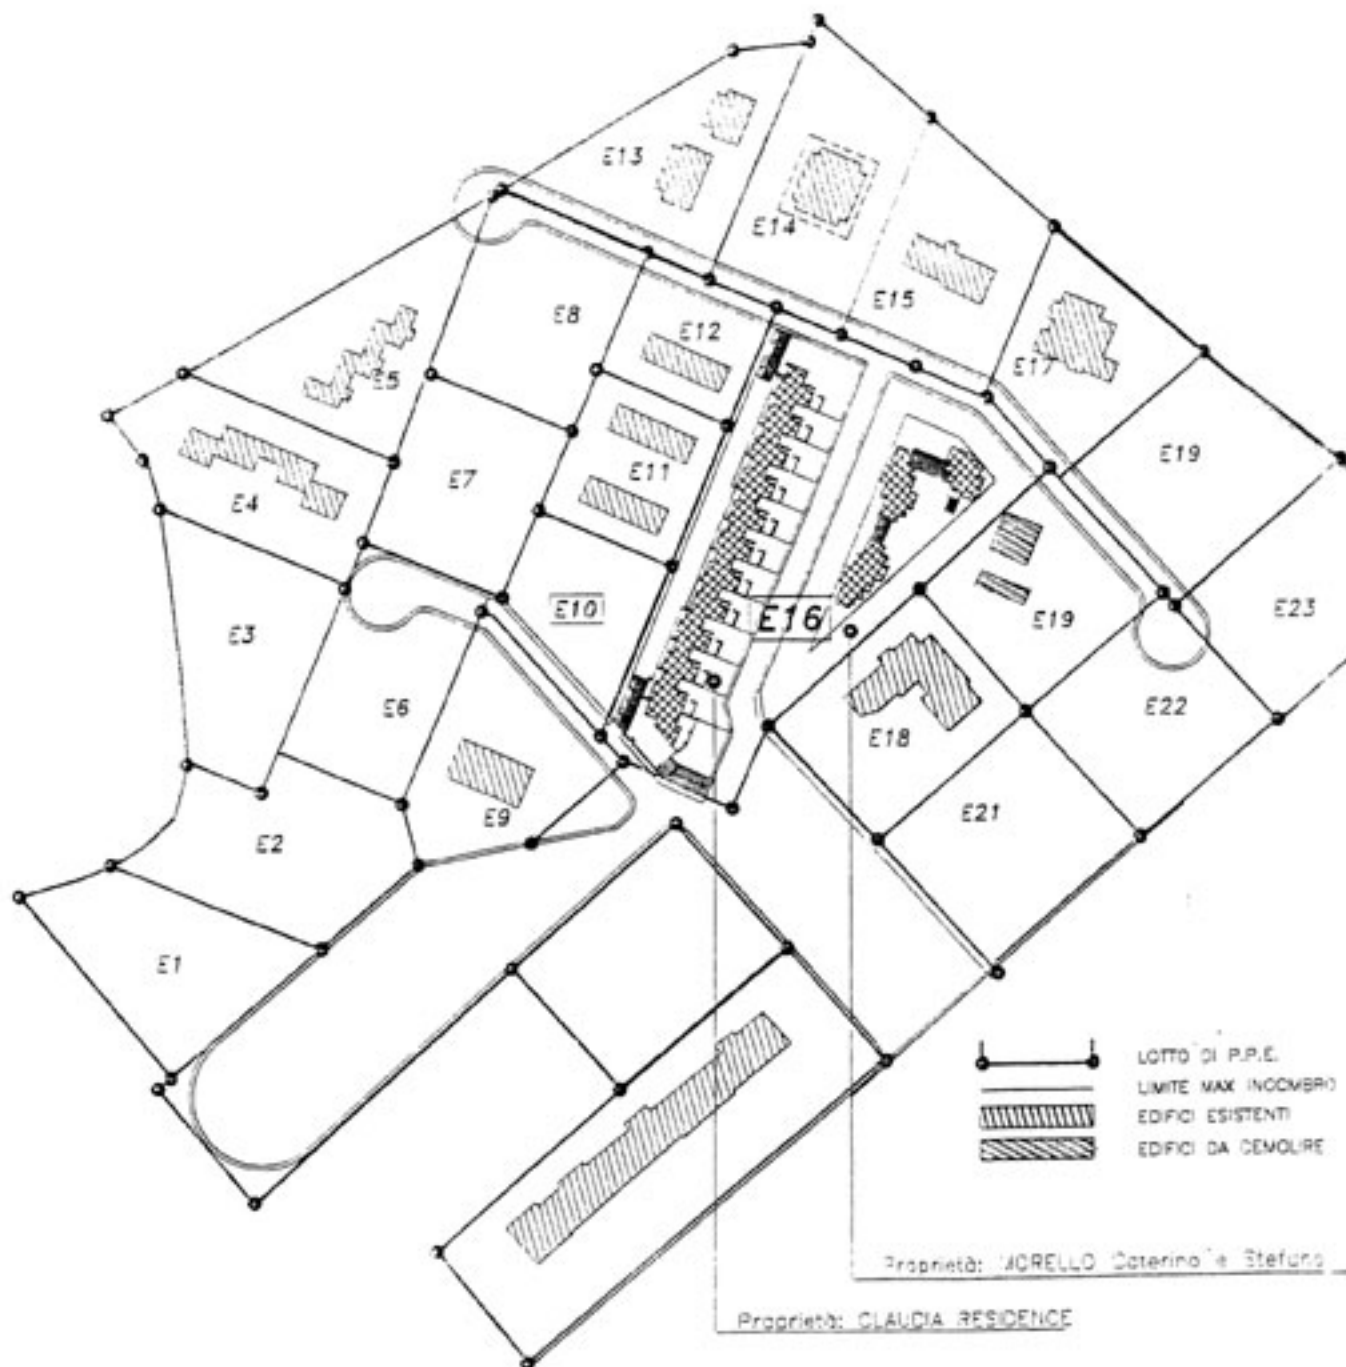 E13
E14
E8
E15
E12
E5
E17
E19
E7
E11
E4
E10
E16
E19
E23
E3
E6
E22
E18
E9
E21
E2
E1
LOTTO DI P.P.E.
LIMITE MAX INGOMBRO
EDIFICI ESISTENTI
EDIFICI DA DEMOLIRE
Proprietà: MORELLO Caterina e Stefano
Proprietà: CLAUDIA RESIDENCE